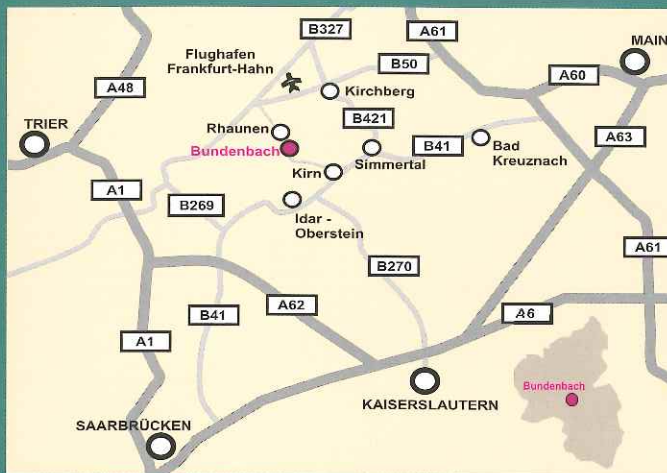 B327
A61
MAIN
Flughafen
Frankfurt-Hahn
B50
A60
A48
Kirchberg
TRIER
Rhaunen
B421
A63
Bundenbach
B41
Bad
Kreuznach
Simmertal
Kirn
A1
B269
Idar -
Oberstein
A61
B270
A62
B41
A6
A1
Bundenbach
KAISERSLAUTERN
SAARBRÜCKEN